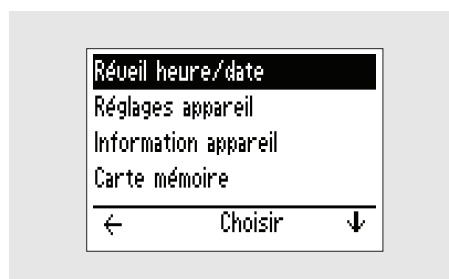 Réveil heure/date
Réglages appareil
Information appareil
Carte mémoire
← Choisir ↓